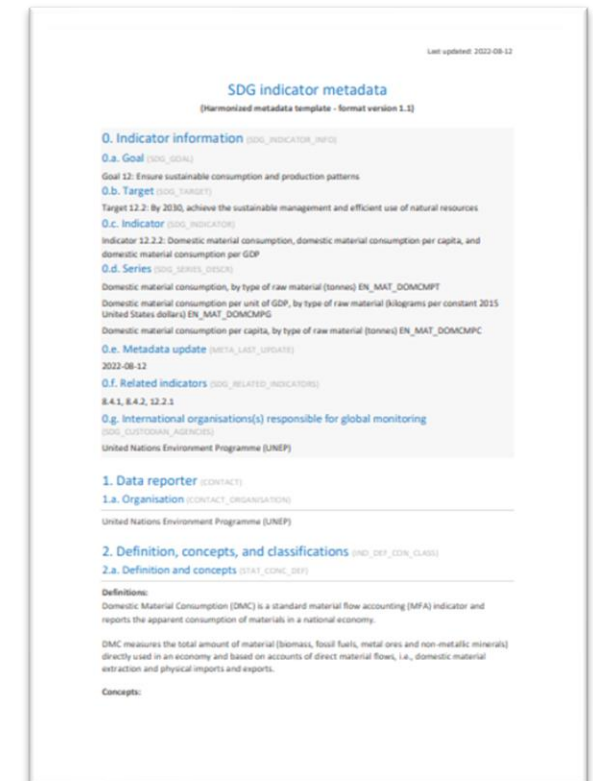 Last updated: 2022-08-12
SDG indicator metadata
(Harmonized metadata template - format version 1.1)
0. Indicator information (SDG_INDICATOR_INFO)
0.a. Goal (SDG_GOAL)
Goal 12: Ensure sustainable consumption and production patterns
0.b. Target (SDG_TARGET)
Target 12.2: By 2030, achieve the sustainable management and efficient use of natural resources
0.c. Indicator (SDG_INDICATOR)
Indicator 12.2.2: Domestic material consumption, domestic material consumption per capita, and
domestic material consumption per GDP
0.d. Series (SDG_SERIES_DESCR)
Domestic material consumption, by type of raw material (tonnes) EN_MAT_DOMCMPT
Domestic material consumption per unit of GDP, by type of raw material (kilograms per constant 2015
United States dollars) EN_MAT_DOMCMPG
Domestic material consumption per capita, by type of raw material (tonnes) EN_MAT_DOMCMPC
0.e. Metadata update (META_LAST_UPDATE)
2022-08-12
0.f. Related indicators (SDG_RELATED_INDICATORS)
8.4.1, 8.4.2, 12.2.1
0.g. International organisations(s) responsible for global monitoring
(SDG_CUSTODIAN_AGENCIES)
United Nations Environment Programme (UNEP)
1. Data reporter (CONTACT)
1.a. Organisation (CONTACT_ORGANISATION)
United Nations Environment Programme (UNEP)
2. Definition, concepts, and classifications (IND_DEF_CON_CLASS)
2.a. Definition and concepts (STAT_CONC_DEF)
Definitions:
Domestic Material Consumption (DMC) is a standard material flow accounting (MFA) indicator and
reports the apparent consumption of materials in a national economy.
DMC measures the total amount of material (biomass, fossil fuels, metal ores and non-metallic minerals)
directly used in an economy and based on accounts of direct material flows, i.e., domestic material
extraction and physical imports and exports.
Concepts: